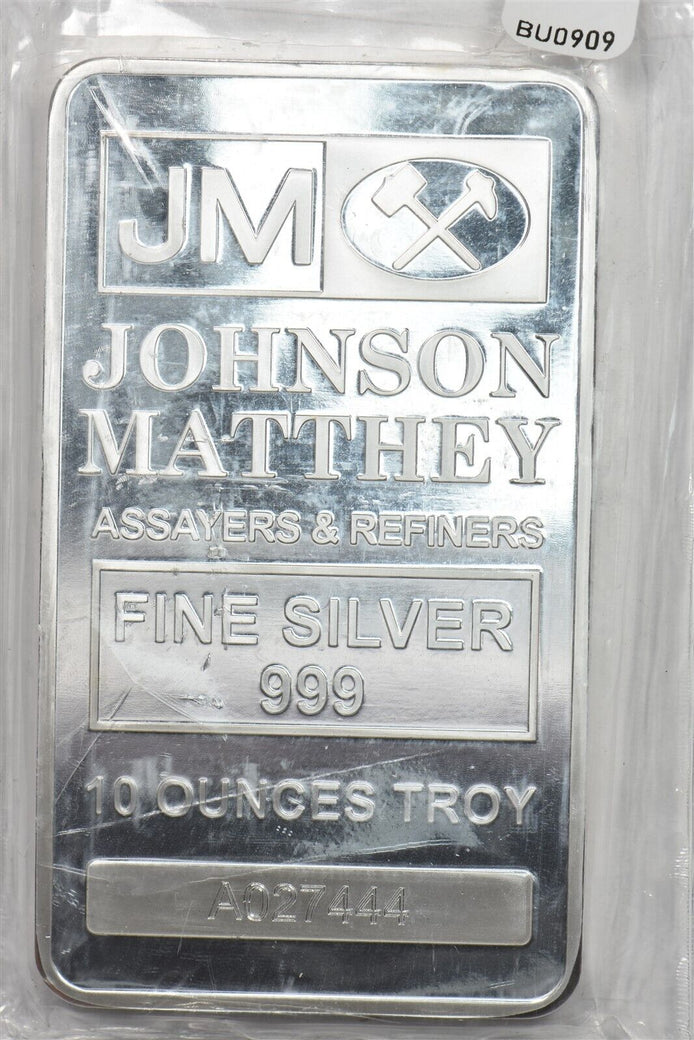 BU0909
JM
JOHNSON
MATTHEY
ASSAYERS & REFINERS
FINE SILVER
999
10 OUNCES TROY
A027444